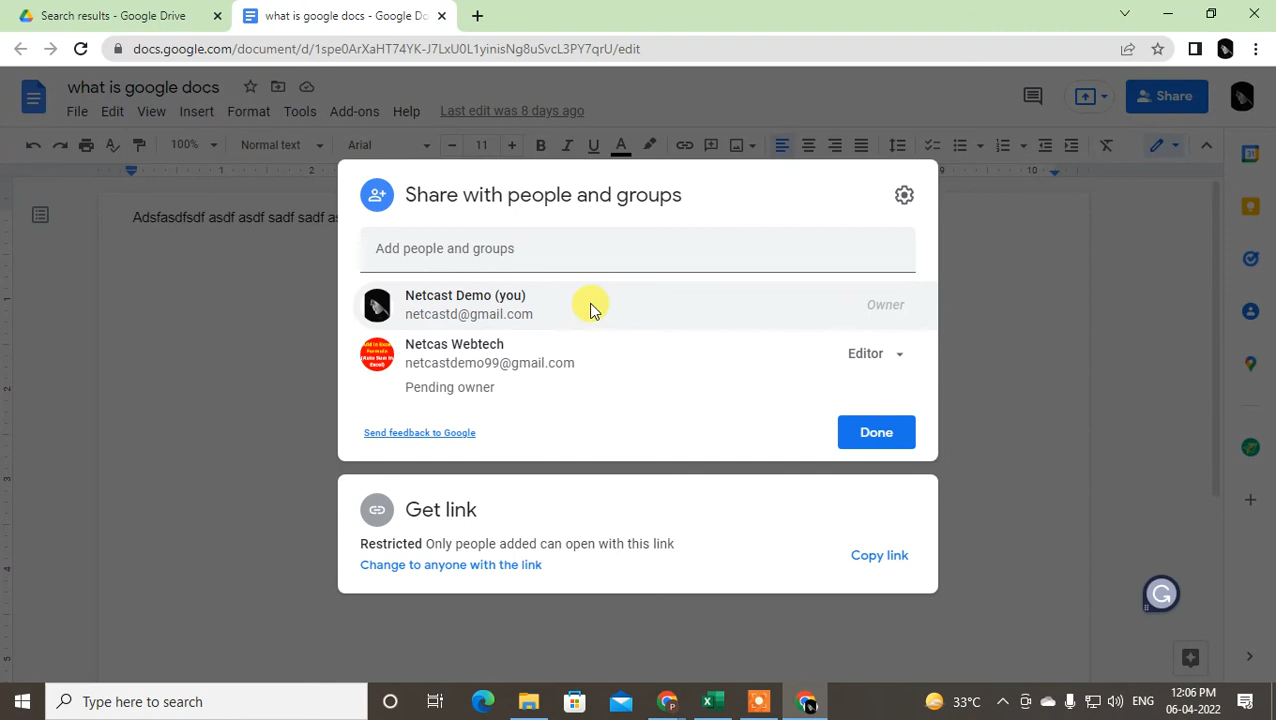 Search results - Google Drive
what is google docs - Google Do
docs.google.com/document/d/1spe0ArXaHT74YK-J7LxU0L1yinisNg8uSvcL3PY7qrU/edit
what is google docs
File Edit View Insert Format Tools Add-ons Help Last edit was 8 days ago
Share
100% Normal text Arial 11
1 2 10
Adsfasdfsdf asdf asdf sadf sadf as
Share with people and groups
Add people and groups
Netcast Demo (you)
netcastd@gmail.com
Owner
Netcas Webtech
netcastdemo99@gmail.com
Editor
Pending owner
Send feedback to Google
Done
Get link
Restricted Only people added can open with this link
Change to anyone with the link
Copy link
Type here to search
33°C
ENG
12:06 PM
06-04-2022